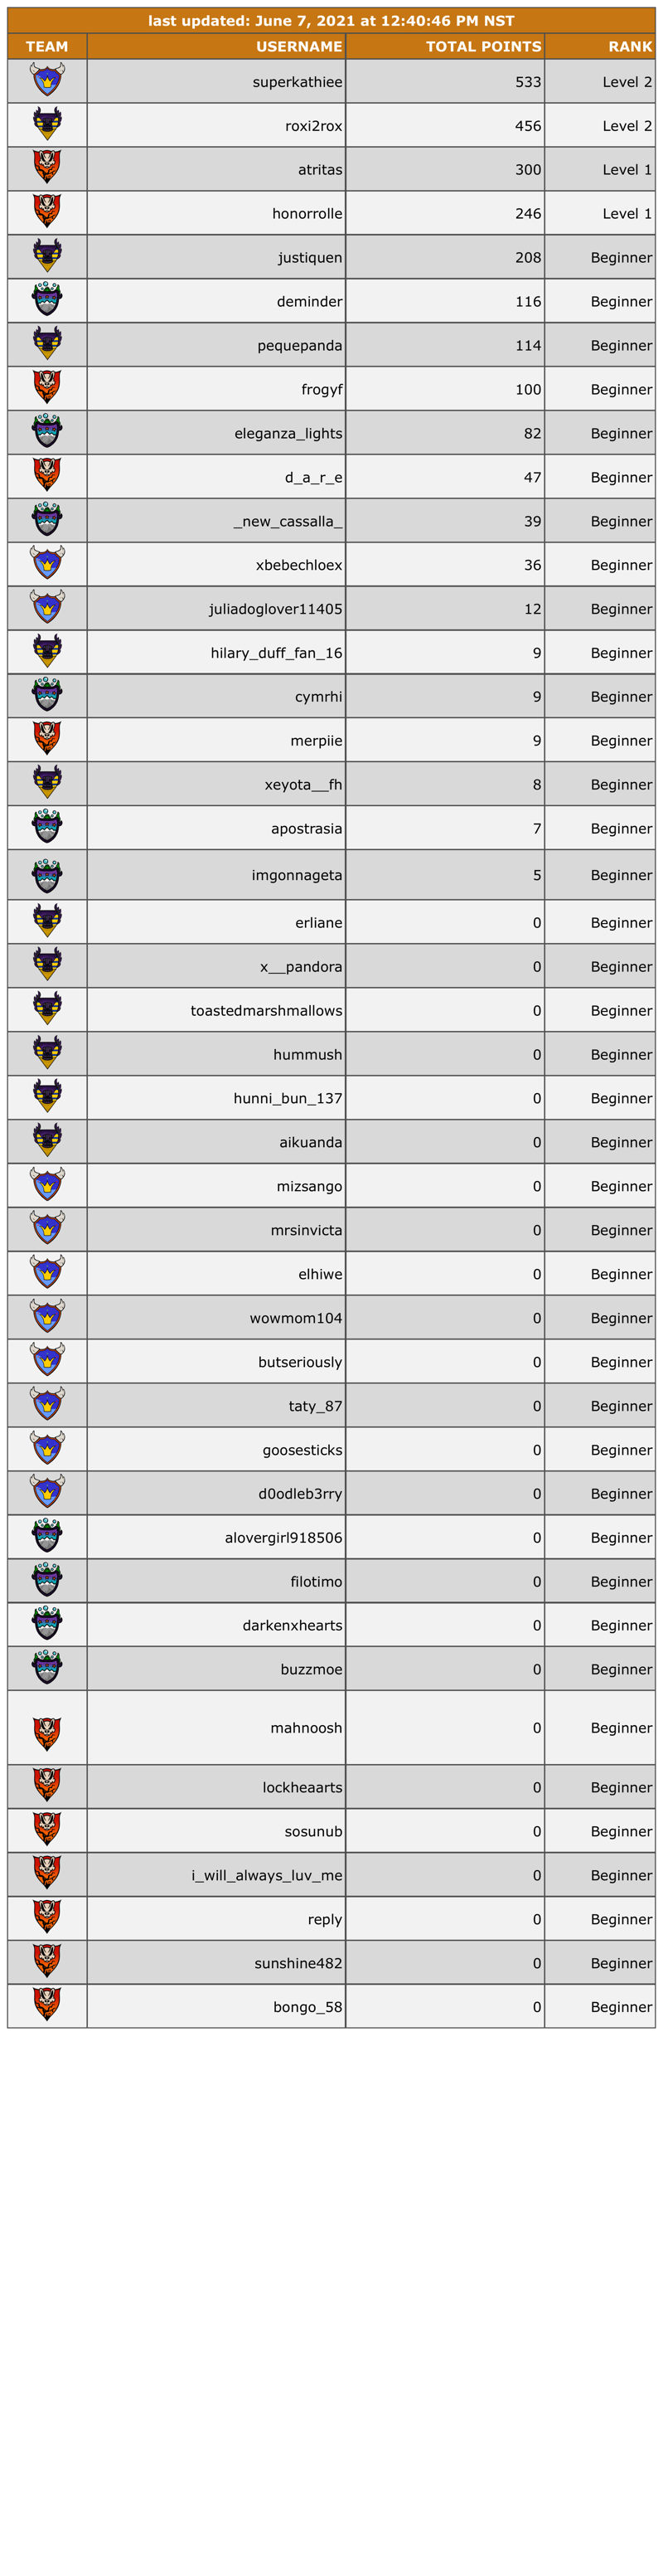 last updated: June 7, 2021 at 12:40:46 PM NST
TEAM USERNAME TOTAL POINTS RANK
superkathiee 533 Level 2
roxi2rox 456 Level 2
atritas 300 Level 1
honorrolle 246 Level 1
justiquen 208 Beginner
deminder 116 Beginner
pequepanda 114 Beginner
frogyf 100 Beginner
eleganza_lights 82 Beginner
d_a_r_e 47 Beginner
_new_cassalla_ 39 Beginner
xbebechloex 36 Beginner
juliadoglover11405 12 Beginner
hilary_duff_fan_16 9 Beginner
cymrhi 9 Beginner
merpiie 9 Beginner
xeyota__fh 8 Beginner
apostrasia 7 Beginner
imgonnageta 5 Beginner
erliane 0 Beginner
x__pandora 0 Beginner
toastedmarshmallows 0 Beginner
hummush 0 Beginner
hunni_bun_137 0 Beginner
aikuanda 0 Beginner
mizsango 0 Beginner
mrsinvicta 0 Beginner
elhiwe 0 Beginner
wowmom104 0 Beginner
butseriously 0 Beginner
taty_87 0 Beginner
goosesticks 0 Beginner
d0odleb3rry 0 Beginner
alovergirl918506 0 Beginner
filotimo 0 Beginner
darkenxhearts 0 Beginner
buzzmoe 0 Beginner
mahnoosh 0 Beginner
lockheaarts 0 Beginner
sosunub 0 Beginner
i_will_always_luv_me 0 Beginner
reply 0 Beginner
sunshine482 0 Beginner
bongo_58 0 Beginner